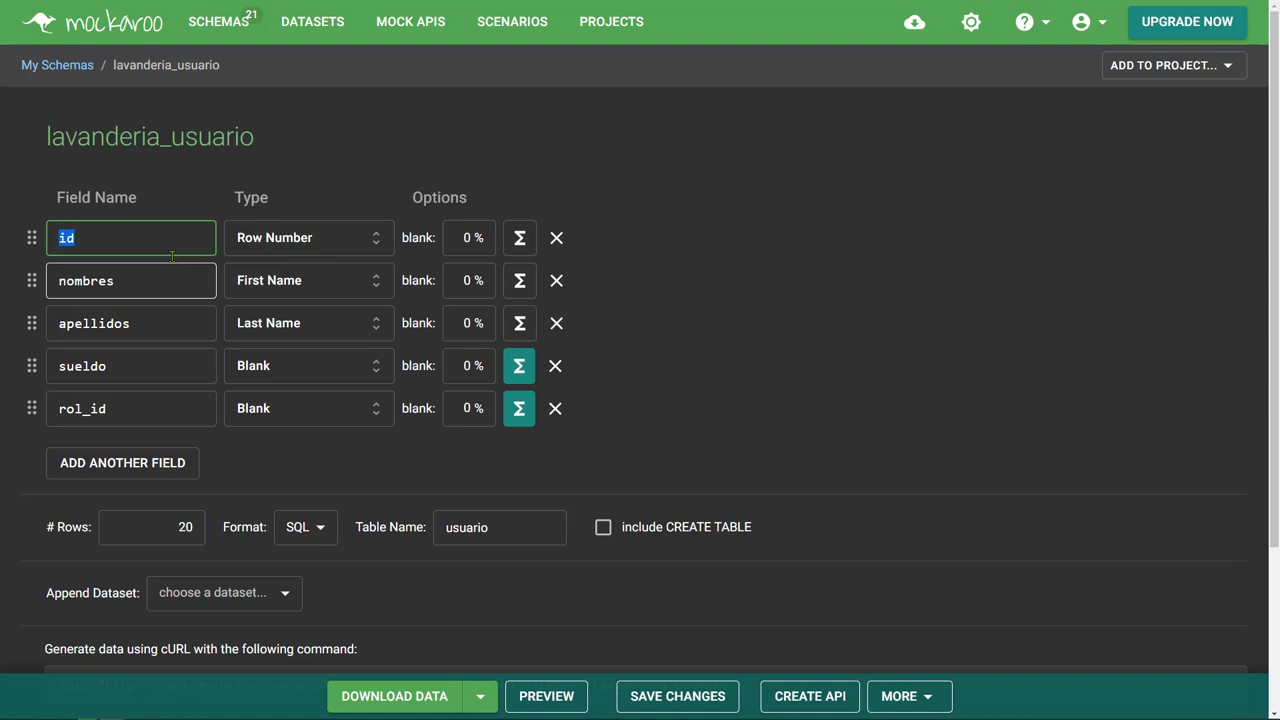 mockaroo SCHEMAS 21 DATASETS MOCK APIS SCENARIOS PROJECTS UPGRADE NOW
My Schemas / lavanderia_usuario ADD TO PROJECT...
lavanderia_usuario
Field Name Type Options
id Row Number blank: 0 % Σ
nombres First Name blank: 0 % Σ
apellidos Last Name blank: 0 % Σ
sueldo Blank blank: 0 % Σ
rol_id Blank blank: 0 % Σ
ADD ANOTHER FIELD
# Rows: 20 Format: SQL Table Name: usuario include CREATE TABLE
Append Dataset: choose a dataset...
Generate data using cURL with the following command:
DOWNLOAD DATA PREVIEW SAVE CHANGES CREATE API MORE